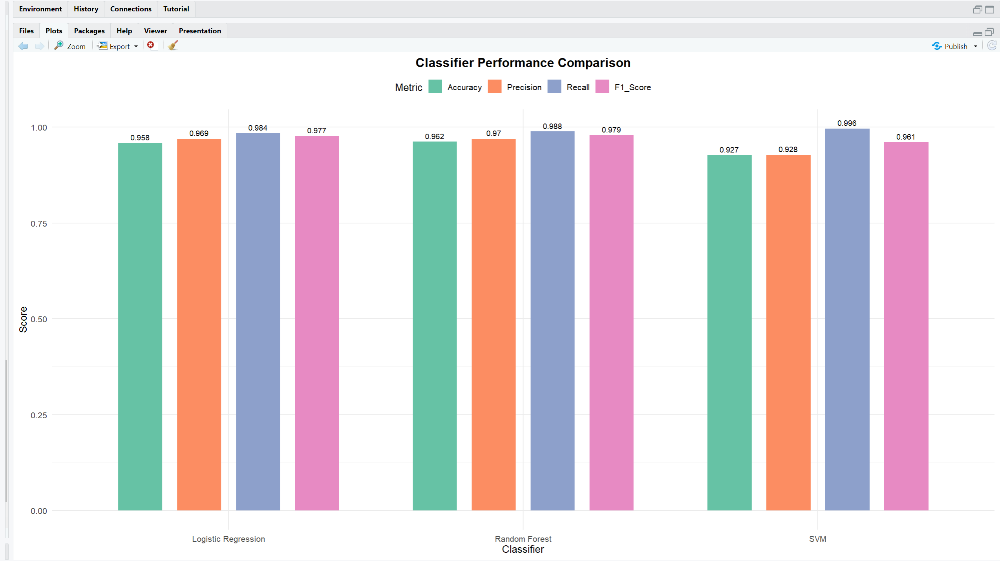 Environment History Connections Tutorial
Files Plots Packages Help Viewer Presentation
Zoom Export Publish
Classifier Performance Comparison
Metric Accuracy Precision Recall F1_Score
1.00
0.75
0.50
0.25
0.00
Score
0.958 0.969 0.984 0.977
0.962 0.97 0.988 0.979
0.927 0.928 0.996 0.961
Logistic Regression Random Forest SVM
Classifier